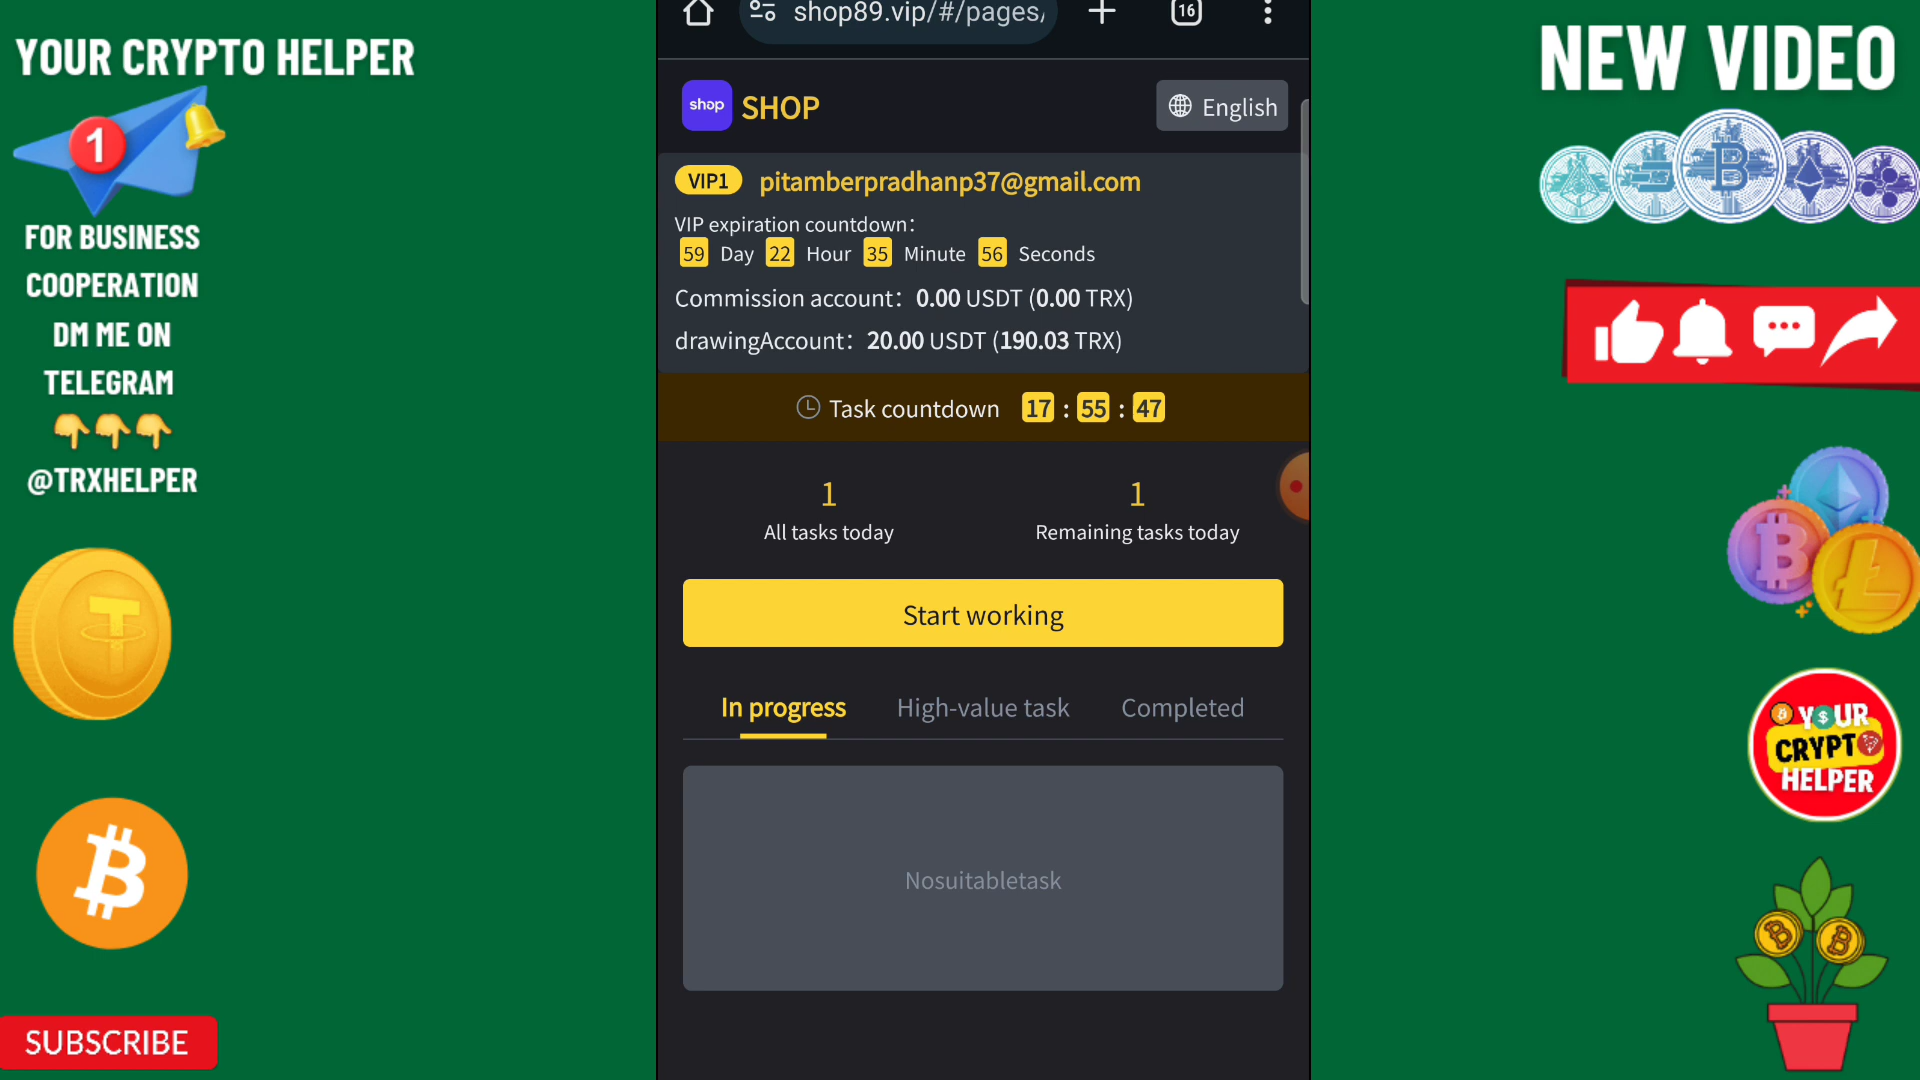 YOUR CRYPTO HELPER
1
FOR BUSINESS
COOPERATION
DM ME ON
TELEGRAM
👇👇👇
@TRXHELPER
SUBSCRIBE
shop89.vip/#/pages/
16
shop SHOP
English
VIP1 pitamberpradhanp37@gmail.com
VIP expiration countdown:
59 Day 22 Hour 35 Minute 56 Seconds
Commission account: 0.00 USDT (0.00 TRX)
drawingAccount: 20.00 USDT (190.03 TRX)
Task countdown 17 : 55 : 47
1 1
All tasks today Remaining tasks today
Start working
In progress High-value task Completed
Nosuitabletask
NEW VIDEO
YOUR
CRYPTO
HELPER